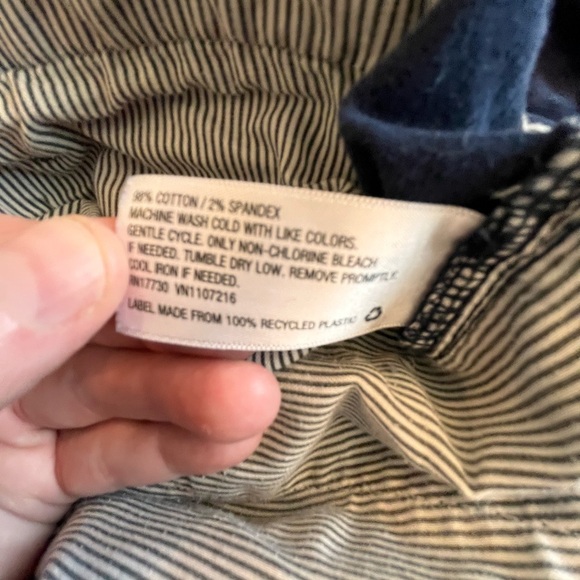 98% COTTON / 2% SPANDEX
MACHINE WASH COLD WITH LIKE COLORS.
GENTLE CYCLE. ONLY NON-CHLORINE BLEACH
IF NEEDED. TUMBLE DRY LOW. REMOVE PROMPTLY.
COOL IRON IF NEEDED.
RN17730 VN1107216
LABEL MADE FROM 100% RECYCLED PLASTIC